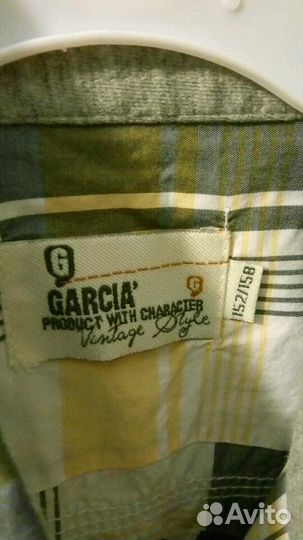 G
GARCIA'
G
PRODUCT WITH CHARACTER
Vintage Style
152/158
Avito